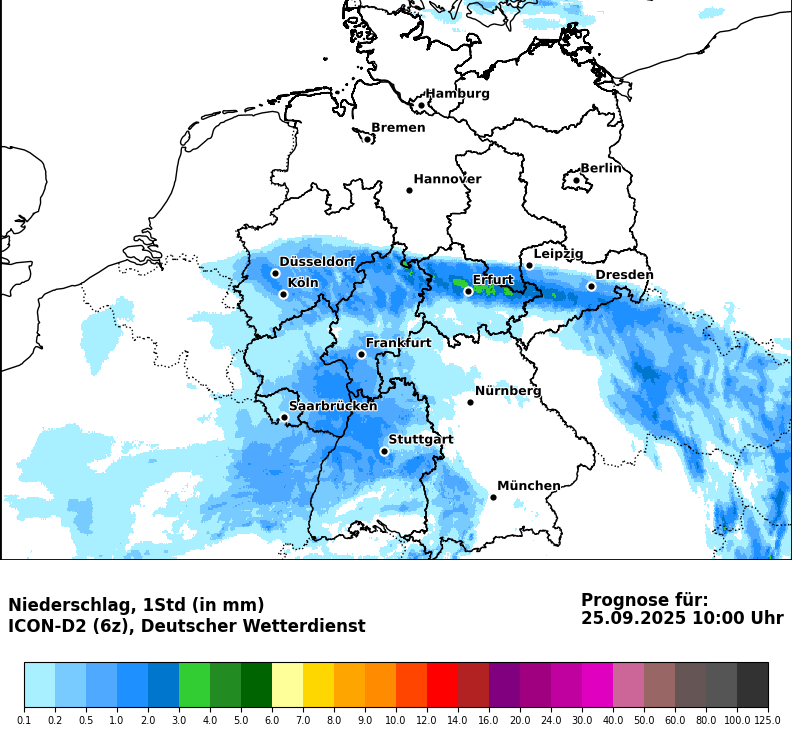 Hamburg
Bremen
Berlin
Hannover
Leipzig
Düsseldorf
Dresden
Köln
Erfurt
Frankfurt
Nürnberg
Saarbrücken
Stuttgart
München
Niederschlag, 1Std (in mm)
ICON-D2 (6z), Deutscher Wetterdienst
Prognose für:
25.09.2025 10:00 Uhr
0.1 0.2 0.5 1.0 2.0 3.0 4.0 5.0 6.0 7.0 8.0 9.0 10.0 12.0 14.0 16.0 20.0 24.0 30.0 40.0 50.0 60.0 80.0 100.0 125.0